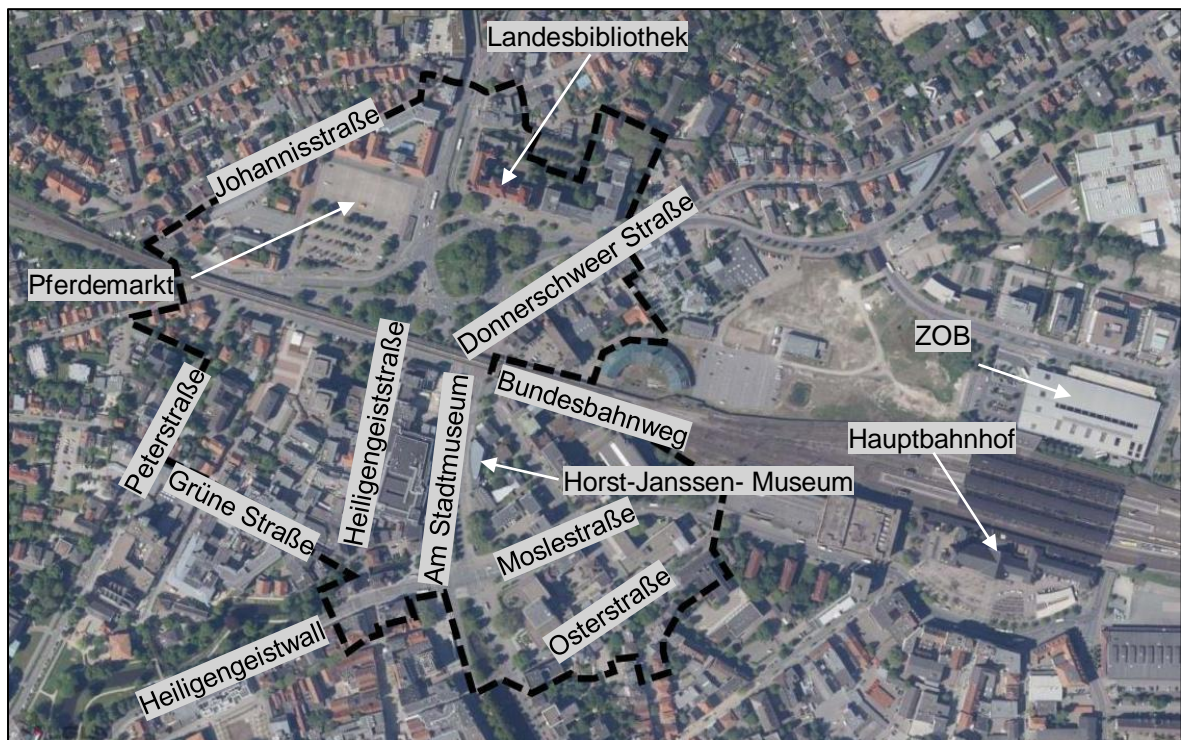 Landesbibliothek
Johannisstraße
Pferdemarkt
Donnerschweer Straße
ZOB
Heiligengeiststraße
Bundesbahnweg
Peterstraße
Am Stadtmuseum
Hauptbahnhof
Grüne Straße
Horst-Janssen- Museum
Moslestraße
Osterstraße
Heiligengeistwall